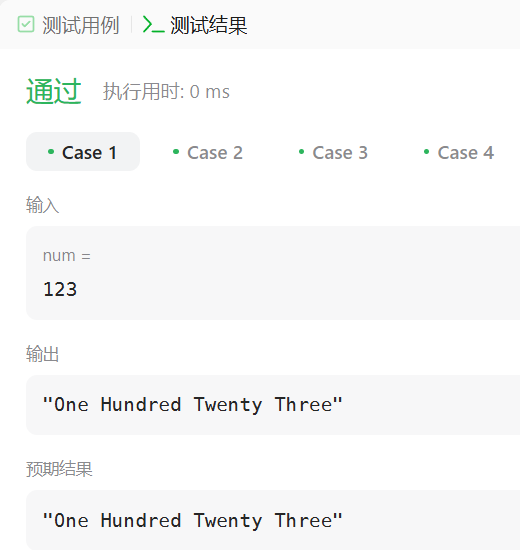 测试用例 测试结果
通过 执行用时: 0 ms
Case 1 Case 2 Case 3 Case 4
输入
num =
123
输出
"One Hundred Twenty Three"
预期结果
"One Hundred Twenty Three"